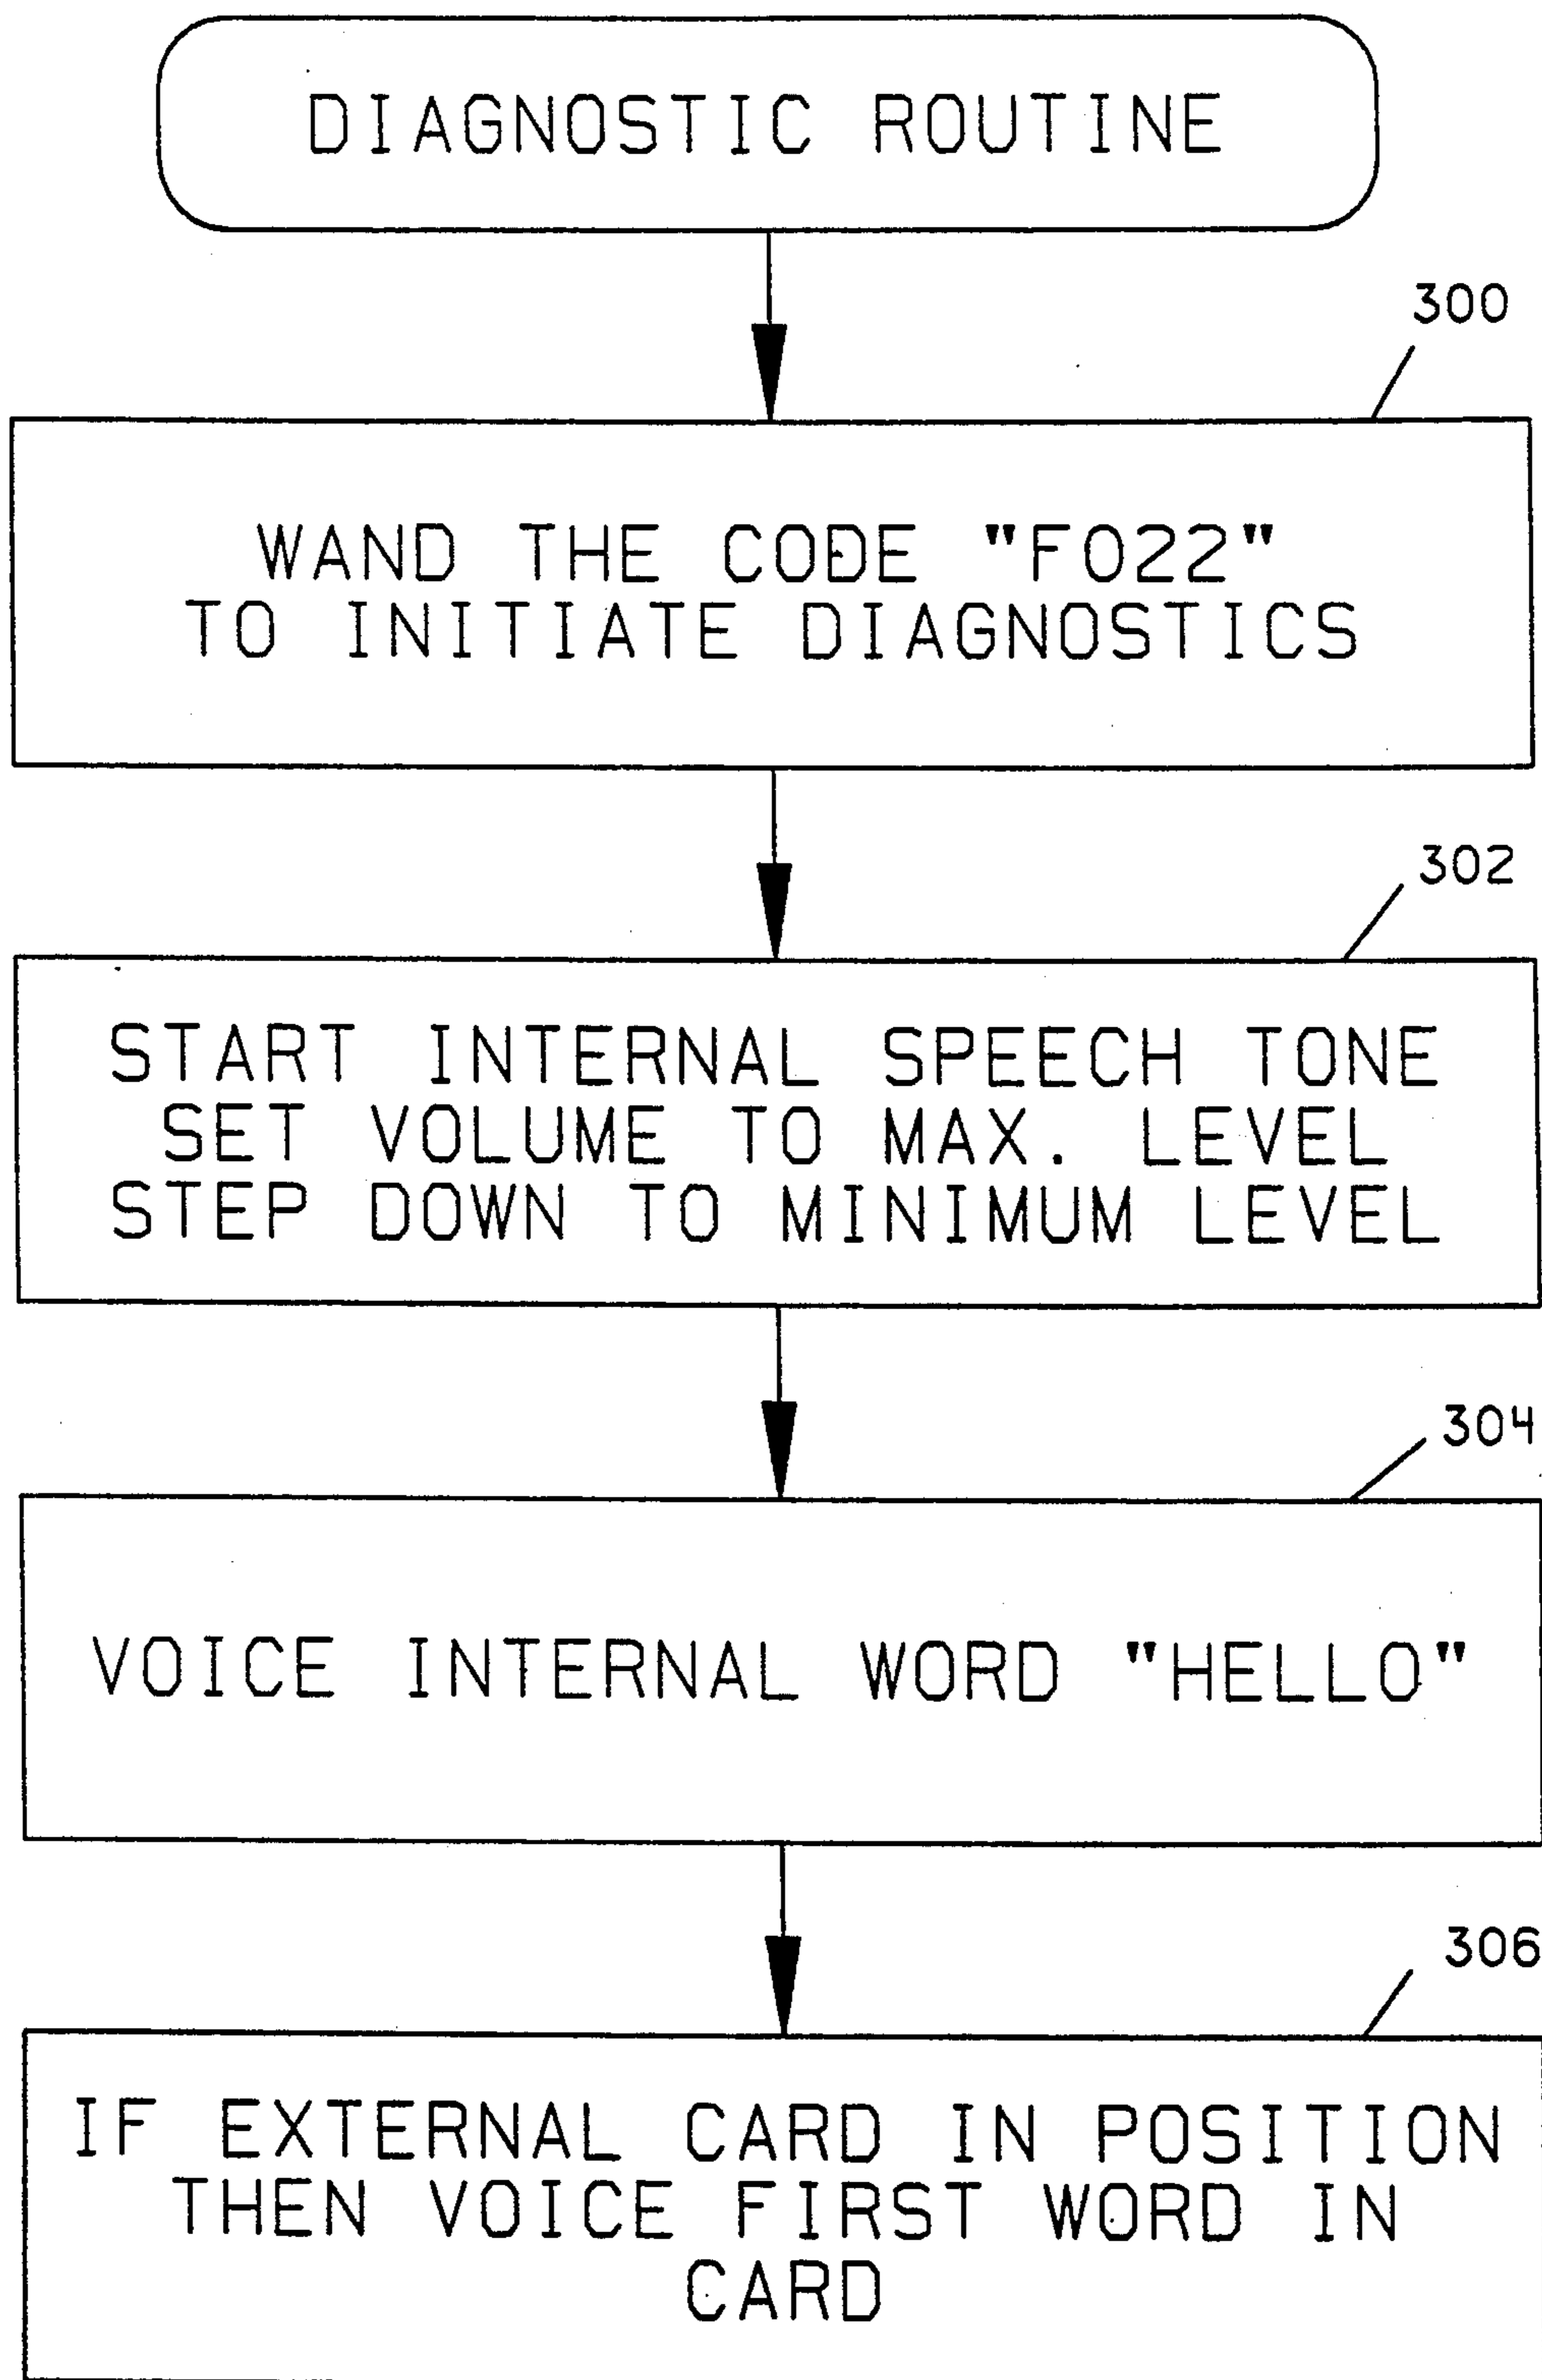 DIAGNOSTIC ROUTINE
300
WAND THE CODE "F022"
TO INITIATE DIAGNOSTICS
302
START INTERNAL SPEECH TONE
SET VOLUME TO MAX. LEVEL
STEP DOWN TO MINIMUM LEVEL
304
VOICE INTERNAL WORD "HELLO"
306
IF EXTERNAL CARD IN POSITION
THEN VOICE FIRST WORD IN
CARD